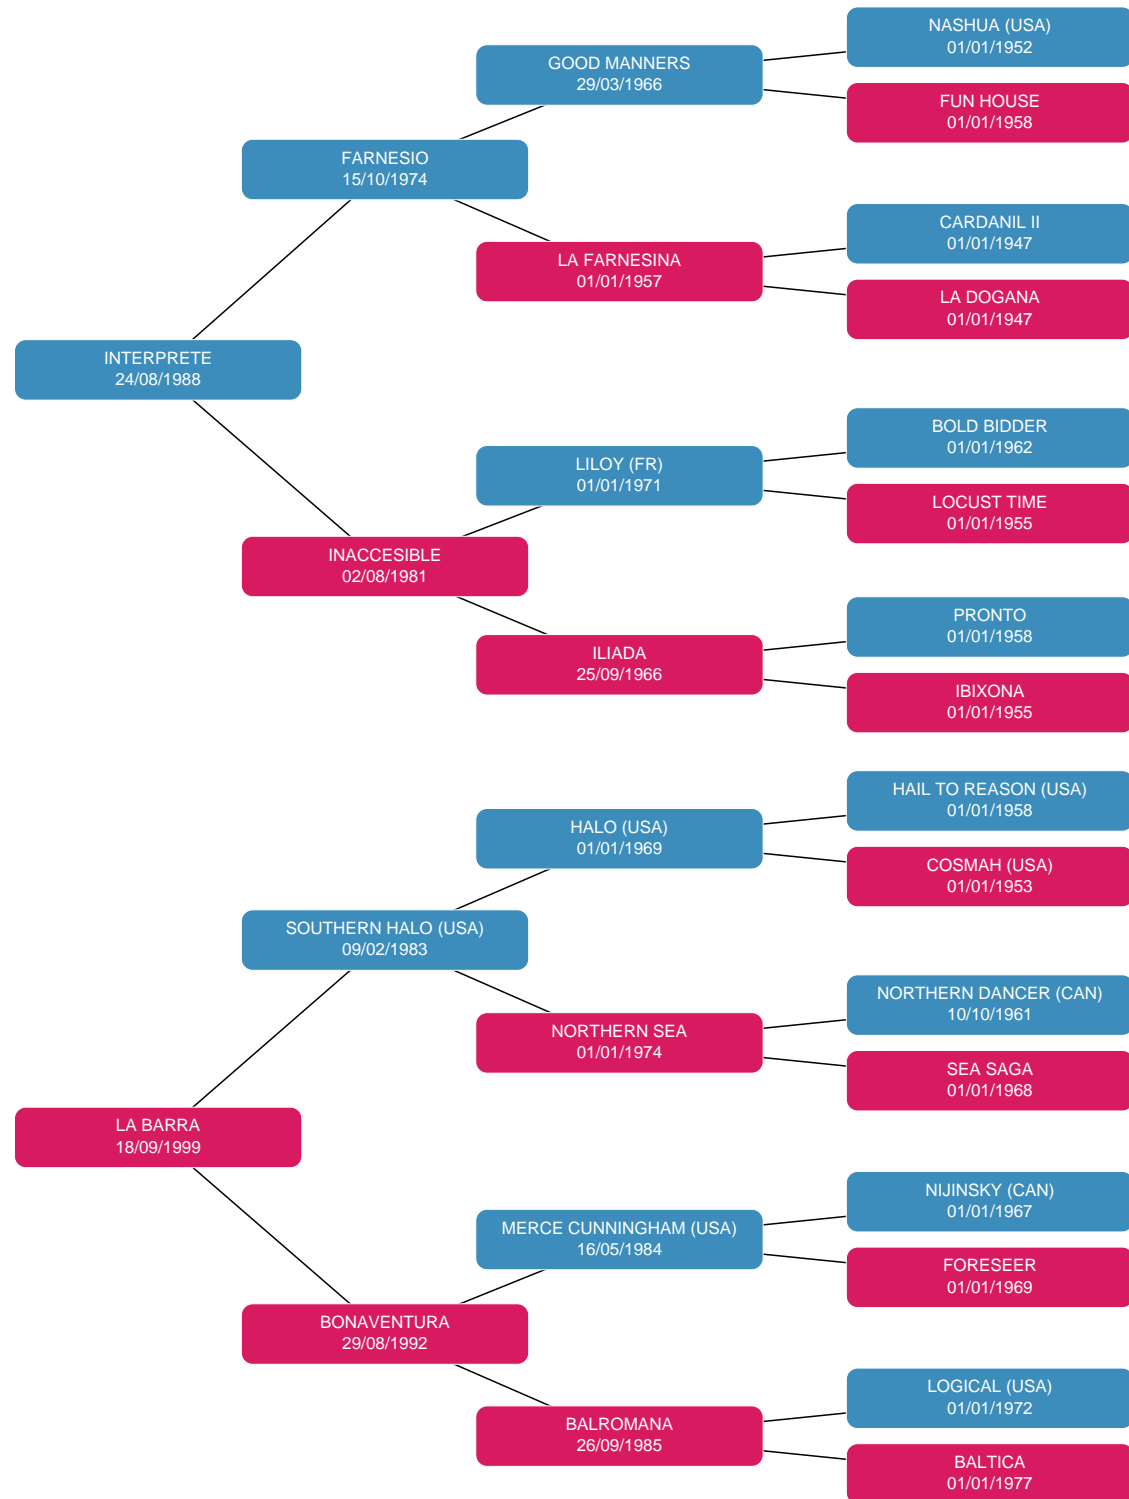 NASHUA (USA)
01/01/1952
GOOD MANNERS
29/03/1966
FUN HOUSE
01/01/1958
FARNESIO
15/10/1974
CARDANIL II
01/01/1947
LA FARNESINA
01/01/1957
LA DOGANA
01/01/1947
INTERPRETE
24/08/1988
BOLD BIDDER
01/01/1962
LILOY (FR)
01/01/1971
LOCUST TIME
01/01/1955
INACCESIBLE
02/08/1981
PRONTO
01/01/1958
ILIADA
25/09/1966
IBIXONA
01/01/1955
HAIL TO REASON (USA)
01/01/1958
HALO (USA)
01/01/1969
COSMAH (USA)
01/01/1953
SOUTHERN HALO (USA)
09/02/1983
NORTHERN DANCER (CAN)
10/10/1961
NORTHERN SEA
01/01/1974
SEA SAGA
01/01/1968
LA BARRA
18/09/1999
NIJINSKY (CAN)
01/01/1967
MERCE CUNNINGHAM (USA)
16/05/1984
FORESEER
01/01/1969
BONAVENTURA
29/08/1992
LOGICAL (USA)
01/01/1972
BALROMANA
26/09/1985
BALTICA
01/01/1977